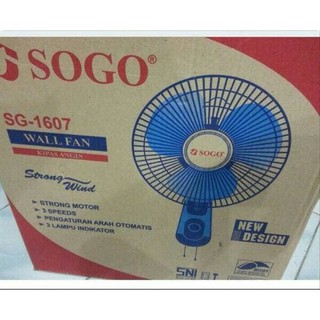 SOGO®
SG-1607
WALL FAN
KIPAS ANGIN
Strong
Wind
▸ STRONG MOTOR
▸ 3 SPEEDS
▸ PENGATURAN ARAH OTOMATIS
▸ 3 LAMPU INDIKATOR
SOGO
NEW
DESIGN
SNI